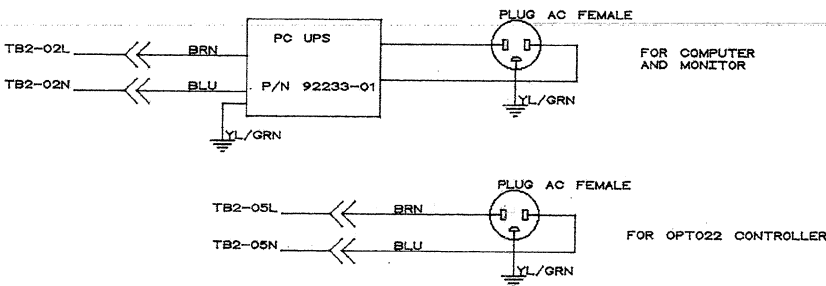 PLUG AC FEMALE
TB2-02L
BRN
PC UPS
FOR COMPUTER
AND MONITOR
TB2-02N
BLU
P/N 92233-01
YL/GRN
YL/GRN
PLUG AC FEMALE
TB2-05L
BRN
FOR OPTO22 CONTROLLER
TB2-05N
BLU
YL/GRN